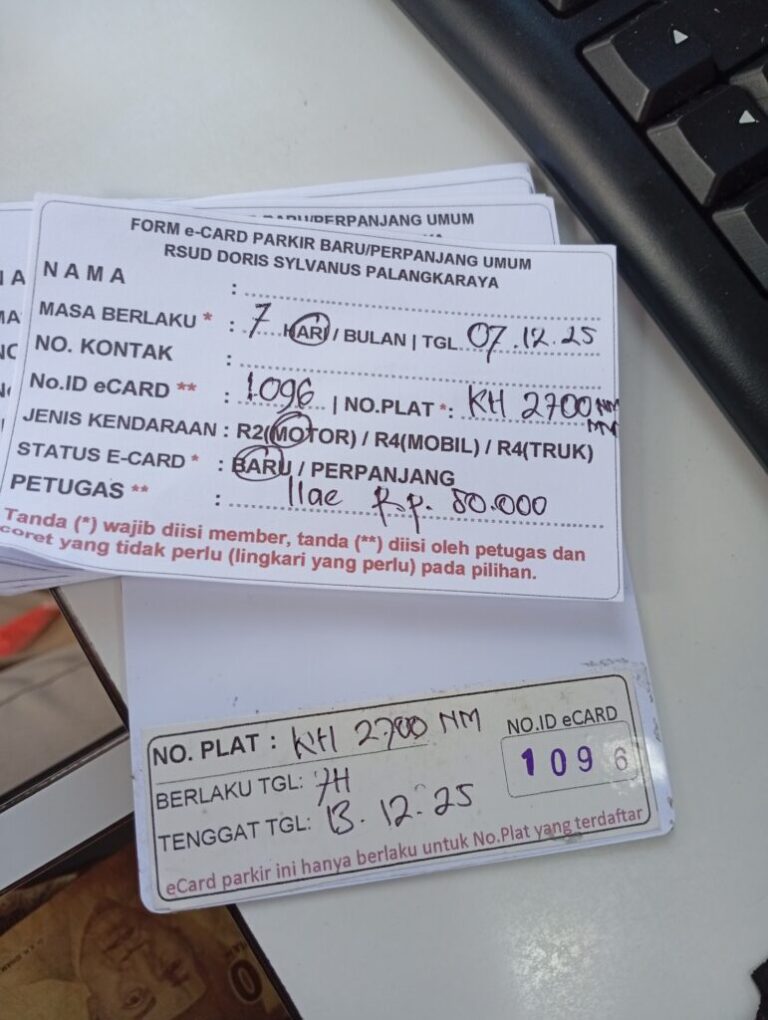 BARU/PERPANJANG UMUM
FORM e-CARD PARKIR BARU/PERPANJANG UMUM
RSUD DORIS SYLVANUS PALANGKARAYA
N A M A :
MASA BERLAKU * : 7 HARI / BULAN | TGL 07.12.25
NO. KONTAK :
No.ID eCARD ** : 1096 | NO.PLAT *: KH 2700 NM
JENIS KENDARAAN : R2(MOTOR) / R4(MOBIL) / R4(TRUK)
STATUS E-CARD * : BARU / PERPANJANG
PETUGAS ** : Rp. 50.000
Tanda (*) wajib diisi member, tanda (**) diisi oleh petugas dan
coret yang tidak perlu (lingkari yang perlu) pada pilihan.
NO. PLAT : KH 2700 NM
NO.ID eCARD
1096
BERLAKU TGL: 7H
TENGGAT TGL: 13.12.25
eCard parkir ini hanya berlaku untuk No.Plat yang terdaftar